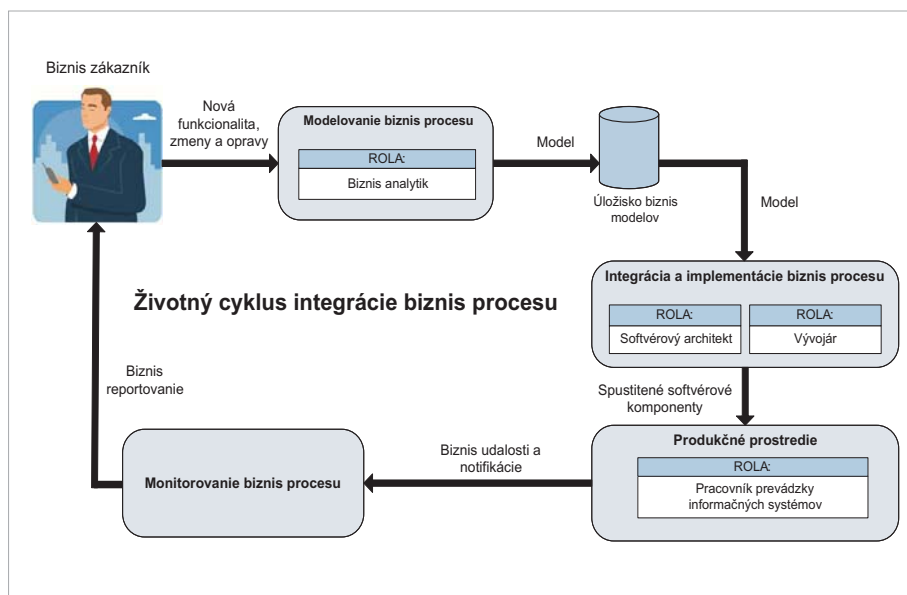 Biznis zákazník
Nová
funkcionalita,
zmeny a opravy
Modelovanie biznis procesu
ROLA:
Biznis analytik
Model
Úložisko biznis
modelov
Model
Integrácia a implementácie biznis procesu
ROLA:
Softvérový architekt
ROLA:
Vývojár
Životný cyklus integrácie biznis procesu
Spustitené softvérové
komponenty
Produkčné prostredie
ROLA:
Pracovník prevádzky
informačných systémov
Biznis udalosti a
notifikácie
Monitorovanie biznis procesu
Biznis
reportovanie